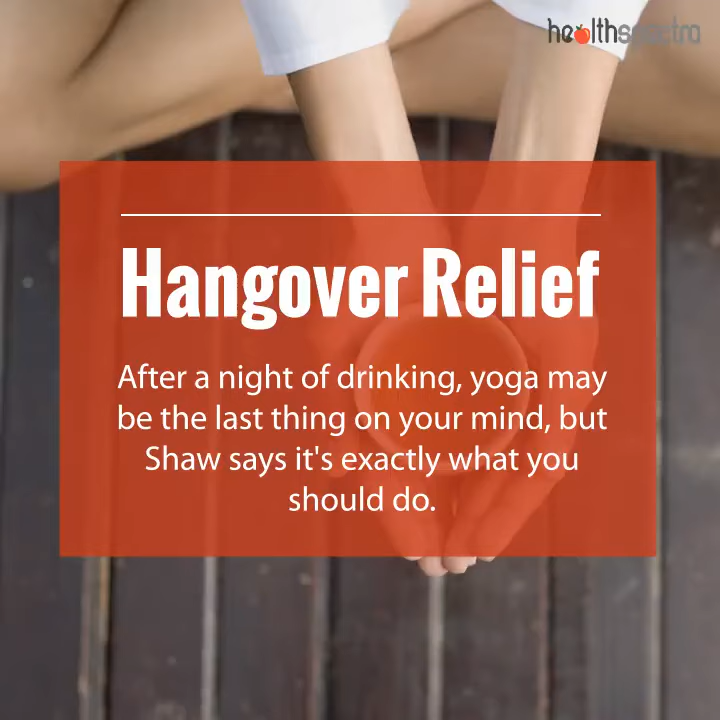 healthspectra
Hangover Relief
After a night of drinking, yoga may
be the last thing on your mind, but
Shaw says it's exactly what you
should do.